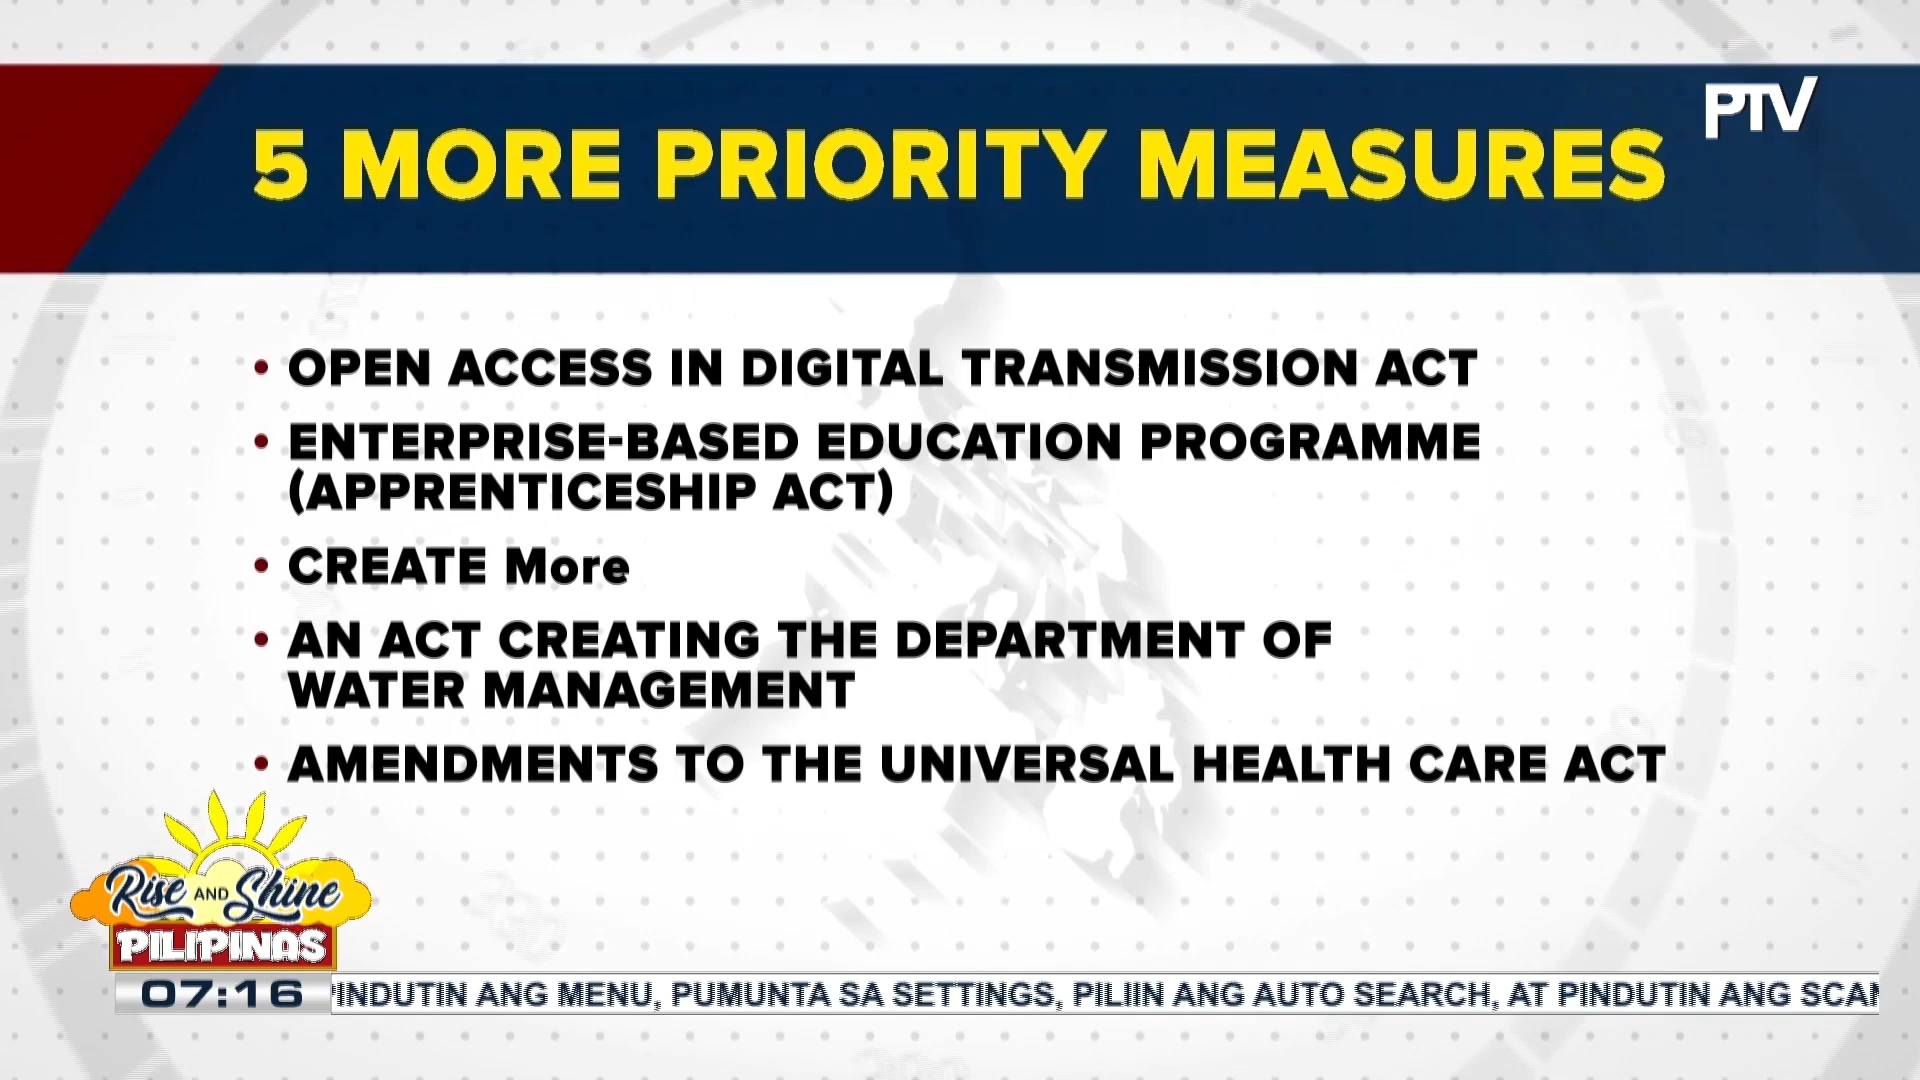 PTV
5 MORE PRIORITY MEASURES
• OPEN ACCESS IN DIGITAL TRANSMISSION ACT
• ENTERPRISE-BASED EDUCATION PROGRAMME
(APPRENTICESHIP ACT)
• CREATE More
• AN ACT CREATING THE DEPARTMENT OF
WATER MANAGEMENT
• AMENDMENTS TO THE UNIVERSAL HEALTH CARE ACT
Rise AND Shine
PILIPINAS
07:16
ANG MENU, PUMUNTA SA SETTINGS, PILIIN ANG AUTO SEARCH, AT PINDUTIN ANG